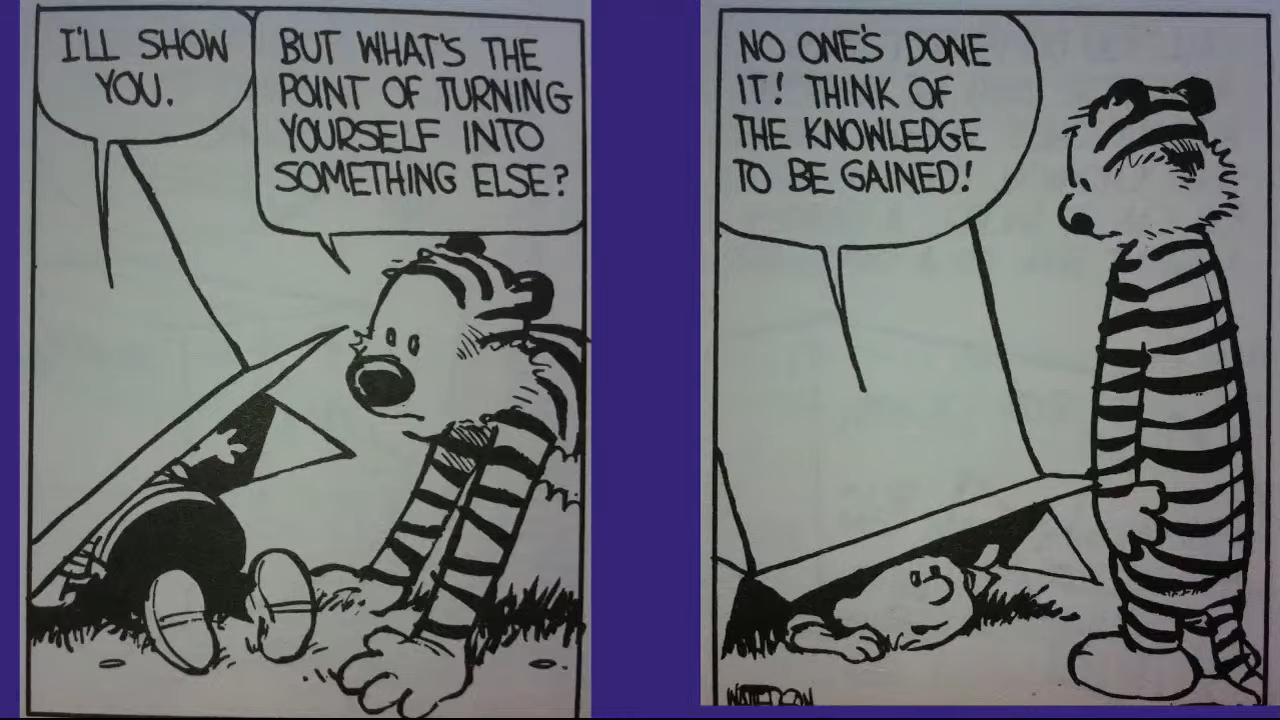 I'LL SHOW
YOU.
BUT WHAT'S THE
POINT OF TURNING
YOURSELF INTO
SOMETHING ELSE?
NO ONE'S DONE
IT! THINK OF
THE KNOWLEDGE
TO BE GAINED!
WATTERSON